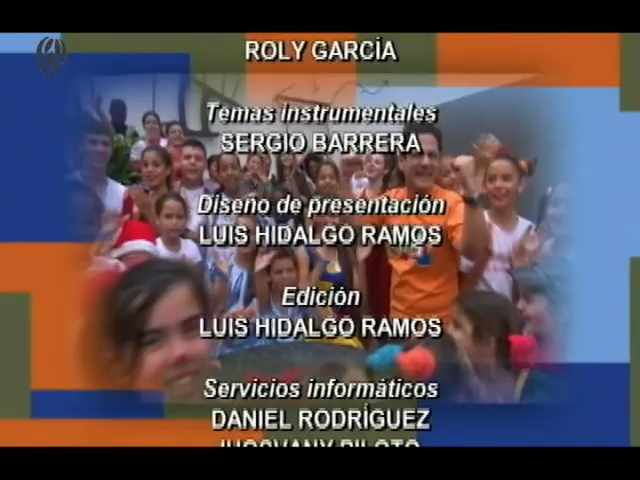 ROLY GARCÍA
Temas instrumentales
SERGIO BARRERA
Diseño de presentación
LUIS HIDALGO RAMOS
Edición
LUIS HIDALGO RAMOS
Servicios informáticos
DANIEL RODRÍGUEZ